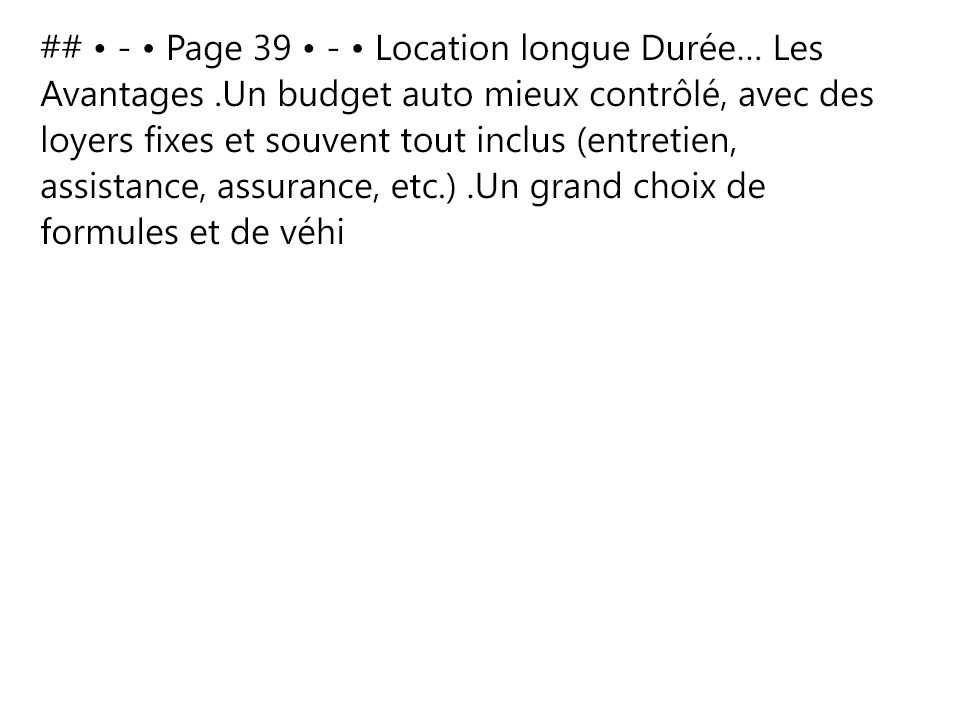 ## • - • Page 39 • - • Location longue Durée… Les
Avantages .Un budget auto mieux contrôlé, avec des
loyers fixes et souvent tout inclus (entretien,
assistance, assurance, etc.) .Un grand choix de
formules et de véhi